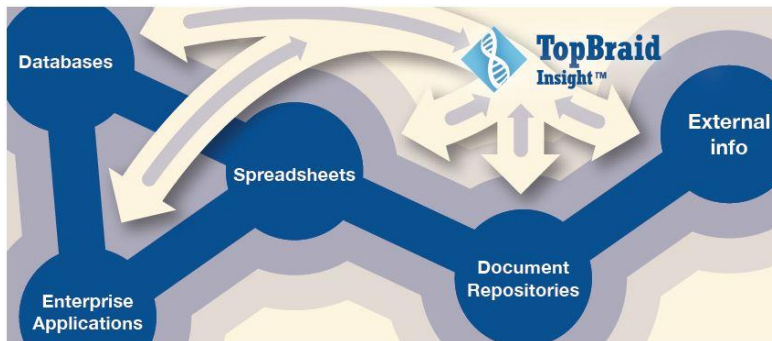 Databases
TopBraid
Insight™
External
info
Spreadsheets
Document
Repositories
Enterprise
Applications